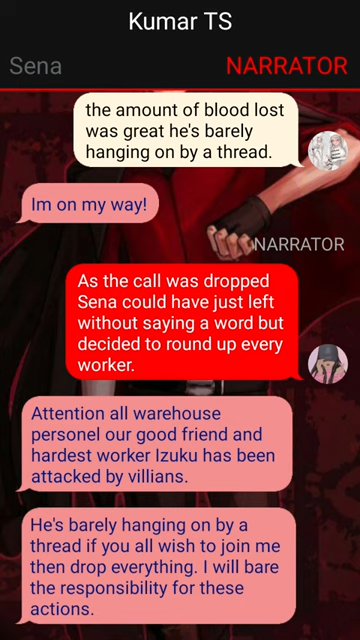 Kumar TS
Sena
NARRATOR
the amount of blood lost
was great he's barely
hanging on by a thread.
Im on my way!
NARRATOR
As the call was dropped
Sena could have just left
without saying a word but
decided to round up every
worker.
Attention all warehouse
personel our good friend and
hardest worker Izuku has been
attacked by villians.
He's barely hanging on by a
thread if you all wish to join me
then drop everything. I will bare
the responsibility for these
actions.